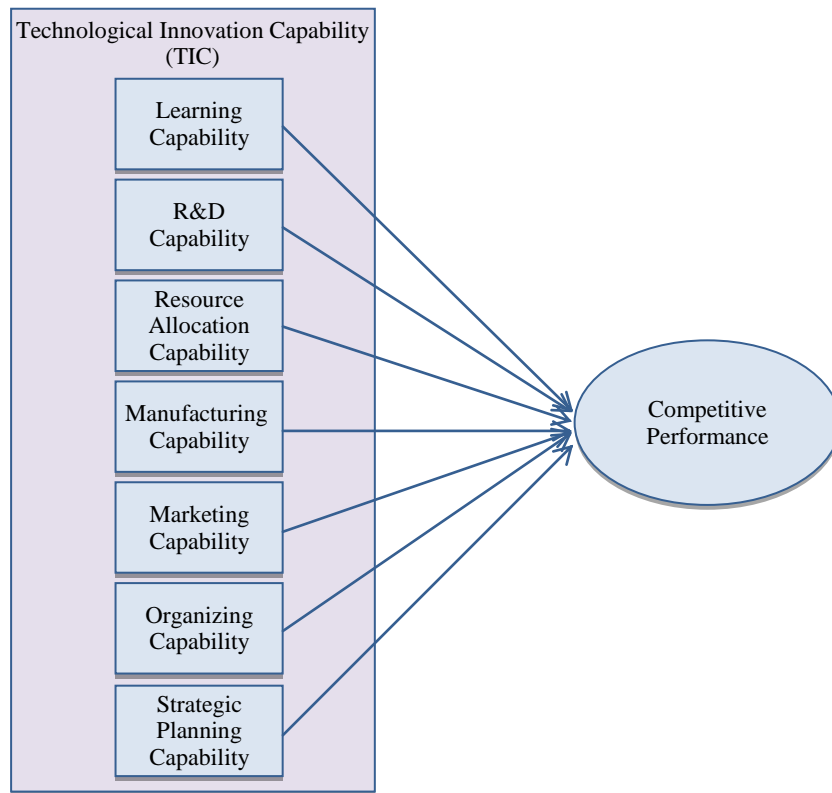 Technological Innovation Capability
(TIC)
Learning
Capability
R&D
Capability
Resource
Allocation
Capability
Manufacturing
Capability
Marketing
Capability
Organizing
Capability
Strategic
Planning
Capability
Competitive
Performance